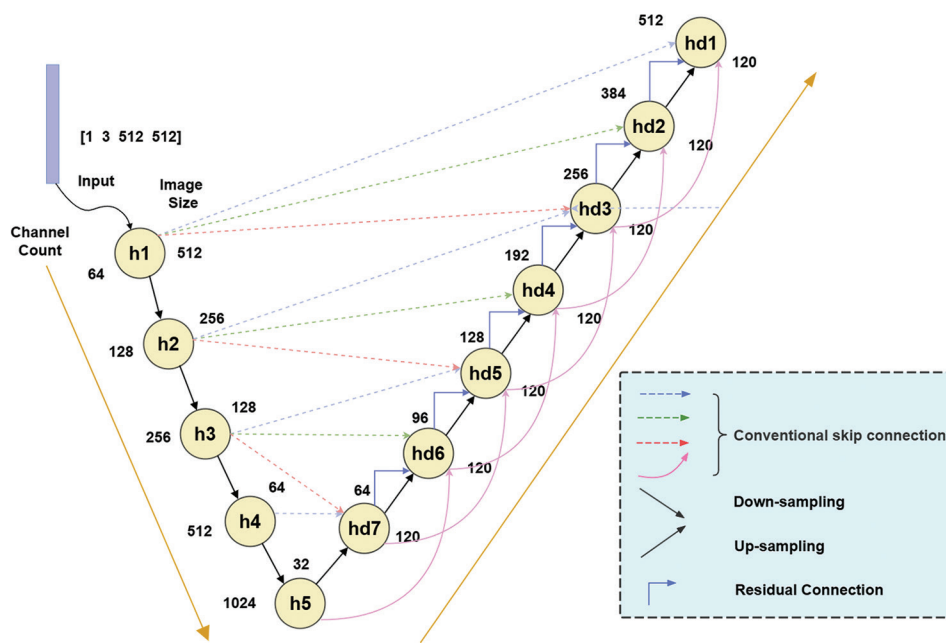 512
hd1
120
384
hd2
120
[1 3 512 512]
Input
Image
Size
256
hd3
120
Channel
Count
h1
512
64
192
hd4
120
256
h2
128
128
hd5
120
128
h3
256
96
hd6
120
64
h4
512
64
hd7
120
32
h5
1024
Conventional skip connection
Down-sampling
Up-sampling
Residual Connection